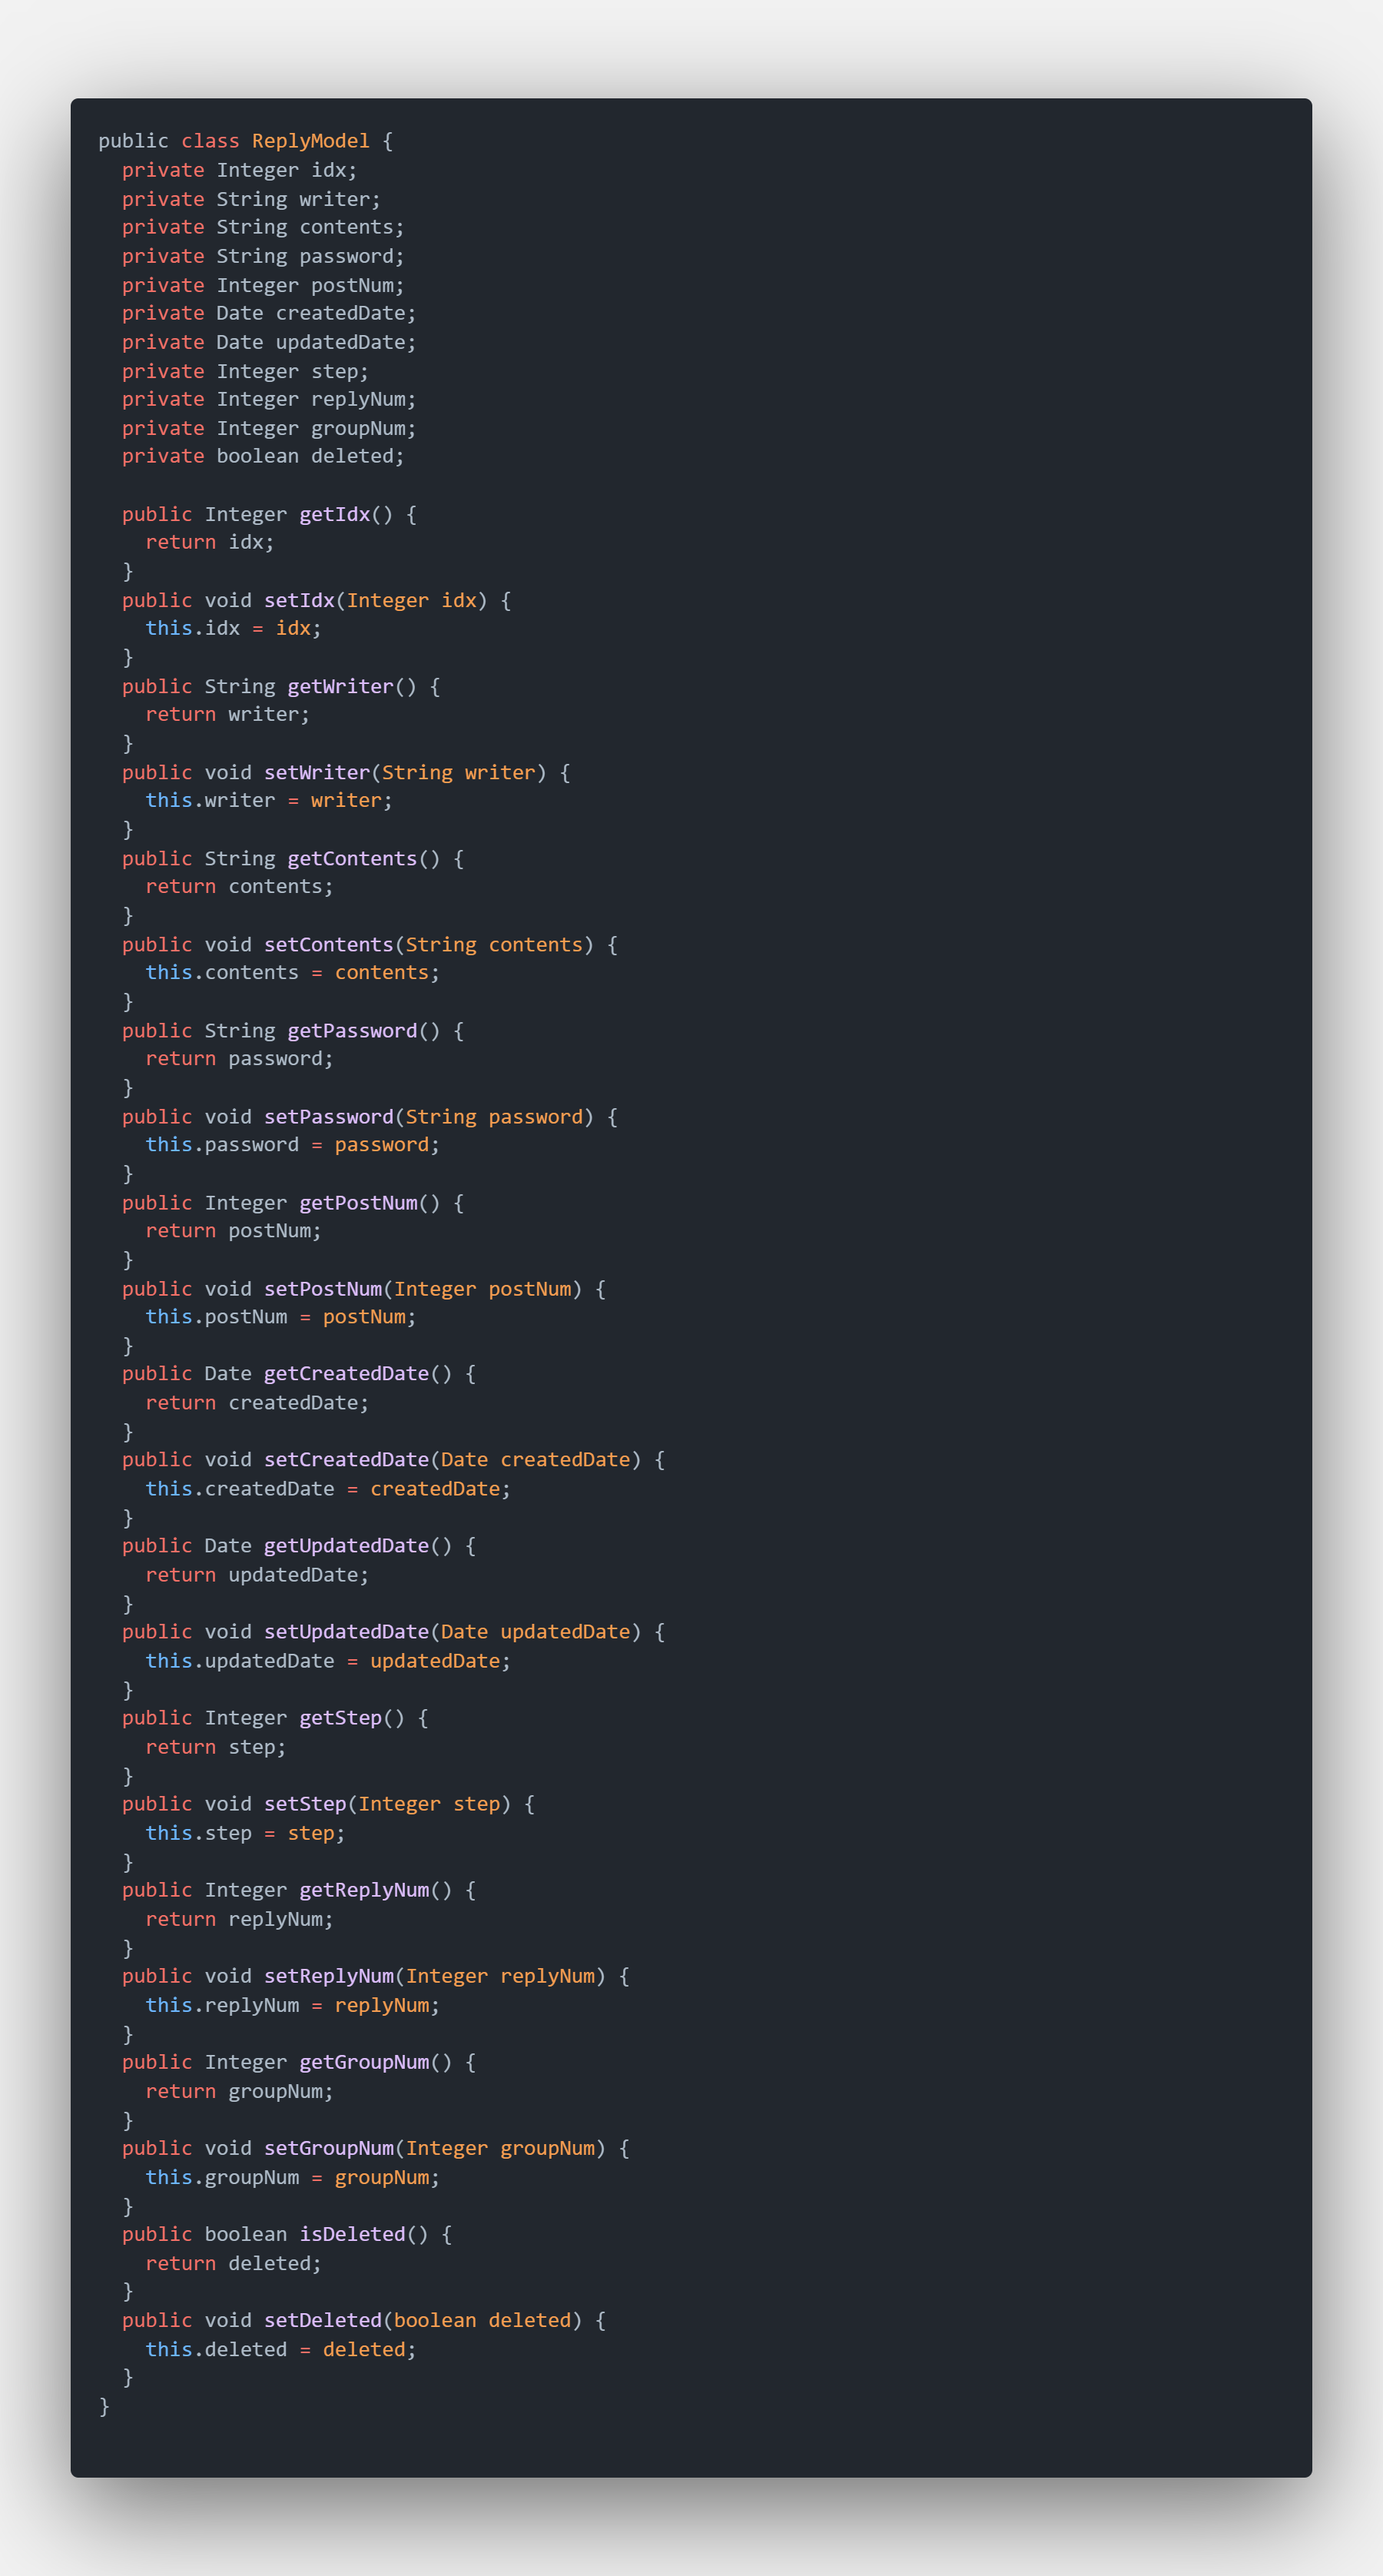 public class ReplyModel {
  private Integer idx;
  private String writer;
  private String contents;
  private String password;
  private Integer postNum;
  private Date createdDate;
  private Date updatedDate;
  private Integer step;
  private Integer replyNum;
  private Integer groupNum;
  private boolean deleted;

  public Integer getIdx() {
    return idx;
  }
  public void setIdx(Integer idx) {
    this.idx = idx;
  }
  public String getWriter() {
    return writer;
  }
  public void setWriter(String writer) {
    this.writer = writer;
  }
  public String getContents() {
    return contents;
  }
  public void setContents(String contents) {
    this.contents = contents;
  }
  public String getPassword() {
    return password;
  }
  public void setPassword(String password) {
    this.password = password;
  }
  public Integer getPostNum() {
    return postNum;
  }
  public void setPostNum(Integer postNum) {
    this.postNum = postNum;
  }
  public Date getCreatedDate() {
    return createdDate;
  }
  public void setCreatedDate(Date createdDate) {
    this.createdDate = createdDate;
  }
  public Date getUpdatedDate() {
    return updatedDate;
  }
  public void setUpdatedDate(Date updatedDate) {
    this.updatedDate = updatedDate;
  }
  public Integer getStep() {
    return step;
  }
  public void setStep(Integer step) {
    this.step = step;
  }
  public Integer getReplyNum() {
    return replyNum;
  }
  public void setReplyNum(Integer replyNum) {
    this.replyNum = replyNum;
  }
  public Integer getGroupNum() {
    return groupNum;
  }
  public void setGroupNum(Integer groupNum) {
    this.groupNum = groupNum;
  }
  public boolean isDeleted() {
    return deleted;
  }
  public void setDeleted(boolean deleted) {
    this.deleted = deleted;
  }
}